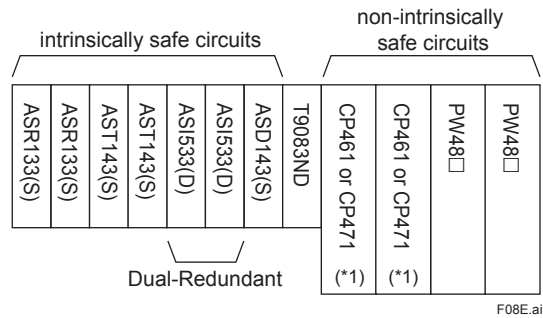 intrinsically safe circuits
non-intrinsically
safe circuits
ASR133(S)
ASR133(S)
AST143(S)
AST143(S)
ASI533(D)
ASI533(D)
ASD143(S)
T9083ND
CP461 or CP471
(*1)
CP461 or CP471
(*1)
PW48□
PW48□
Dual-Redundant
F08E.ai